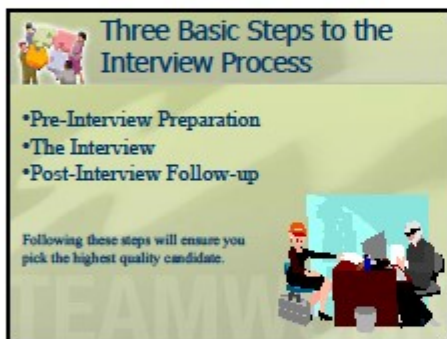 Three Basic Steps to the
Interview Process
•Pre-Interview Preparation
•The Interview
•Post-Interview Follow-up
Following these steps will ensure you
pick the highest quality candidate.
TEAMWORK